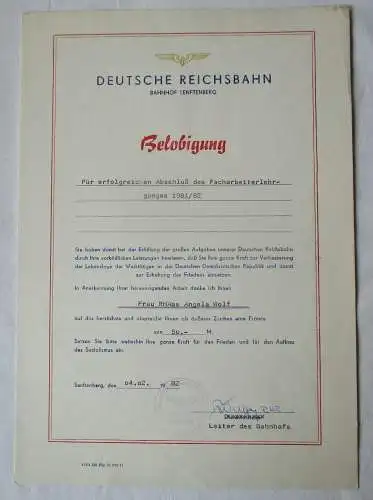 DEUTSCHE REICHSBAHN
BAHNHOF SENFTENBERG
Belobigung
Für erfolgreichen Abschluß des Facharbeiterlehr-
ganges 1981/82
Sie haben damit bei der Erfüllung der großen Aufgaben unserer Deutschen Reichsbahn
durch Ihre vorbildlichen Leistungen bewiesen, daß Sie Ihre ganze Kraft zur Verbesserung
der Lebenslage der Werktätigen in der Deutschen Demokratischen Republik und damit
zur Erhaltung des Friedens einsetzen.
In Anerkennung Ihrer hervorragenden Arbeit danke ich Ihnen
Frau Angela Wolf
auf das herzlichste und überreiche Ihnen als äußeres Zeichen eine Prämie
von 50.- M.
Setzen Sie bitte weiterhin Ihre ganze Kraft für den Frieden und für den Aufbau
des Sozialismus ein.
Senftenberg, den 04.02. 19 82
Leiter des Bahnhofs